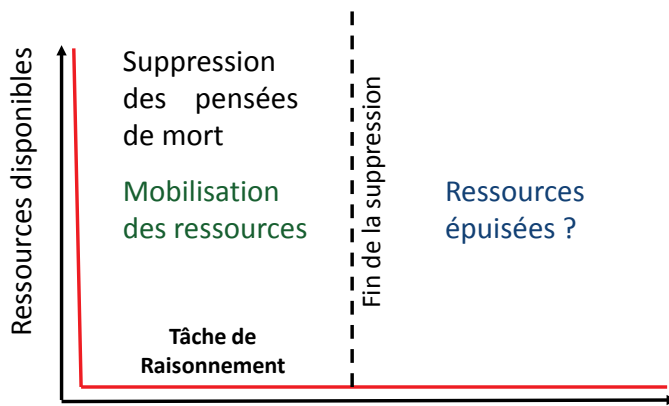 Ressources disponibles
Suppression
des pensées
de mort
Mobilisation
des ressources
Tâche de
Raisonnement
Fin de la suppression
Ressources
épuisées ?